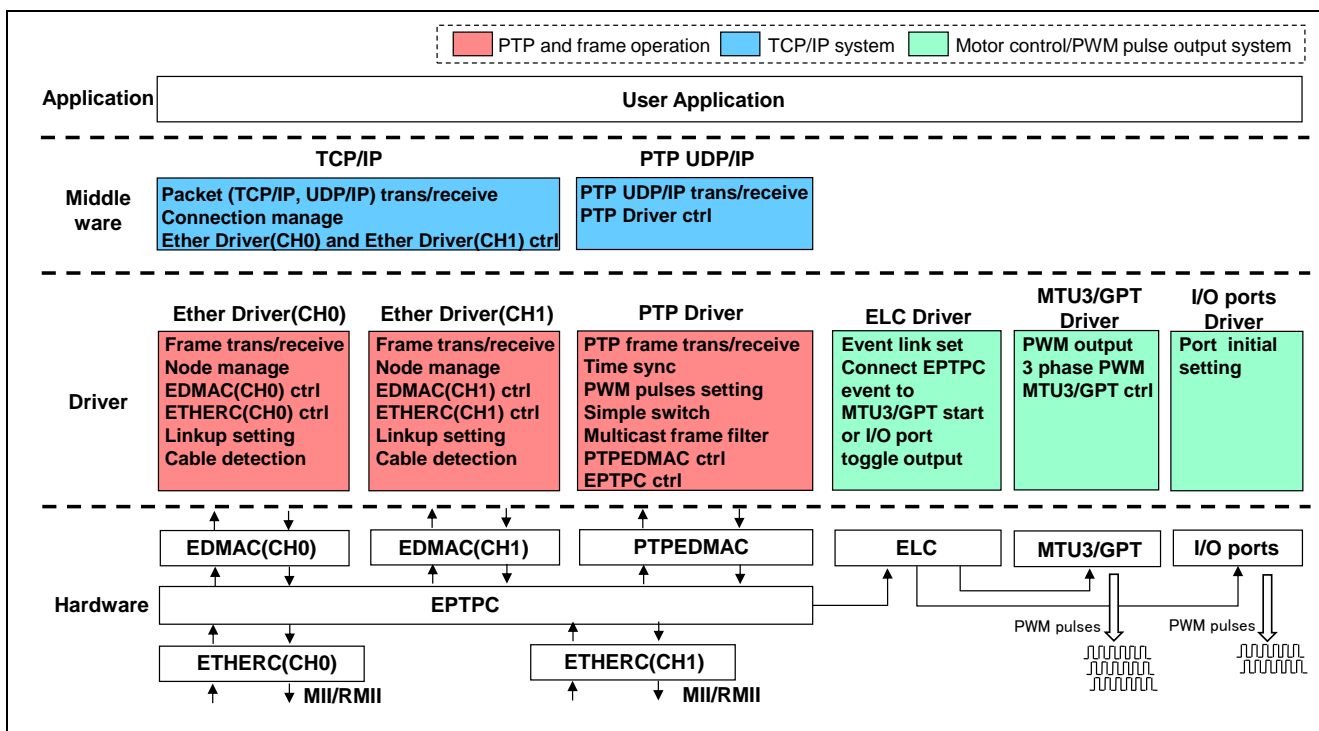 PTP and frame operation
TCP/IP system
Motor control/PWM pulse output system
Application
User Application
TCP/IP
PTP UDP/IP
Middle
ware
Packet (TCP/IP, UDP/IP) trans/receive
Connection manage
Ether Driver(CH0) and Ether Driver(CH1) ctrl
PTP UDP/IP trans/receive
PTP Driver ctrl
Driver
Ether Driver(CH0)
Frame trans/receive
Node manage
EDMAC(CH0) ctrl
ETHERC(CH0) ctrl
Linkup setting
Cable detection
Ether Driver(CH1)
Frame trans/receive
Node manage
EDMAC(CH1) ctrl
ETHERC(CH1) ctrl
Linkup setting
Cable detection
PTP Driver
PTP frame trans/receive
Time sync
PWM pulses setting
Simple switch
Multicast frame filter
PTPEDMAC ctrl
EPTPC ctrl
ELC Driver
Event link set
Connect EPTPC
event to
MTU3/GPT start
or I/O port
toggle output
MTU3/GPT
Driver
PWM output
3 phase PWM
MTU3/GPT ctrl
I/O ports
Driver
Port initial
setting
Hardware
EDMAC(CH0)
EDMAC(CH1)
PTPEDMAC
ELC
MTU3/GPT
I/O ports
EPTPC
PWM pulses
PWM pulses
ETHERC(CH0)
ETHERC(CH1)
MII/RMII
MII/RMII